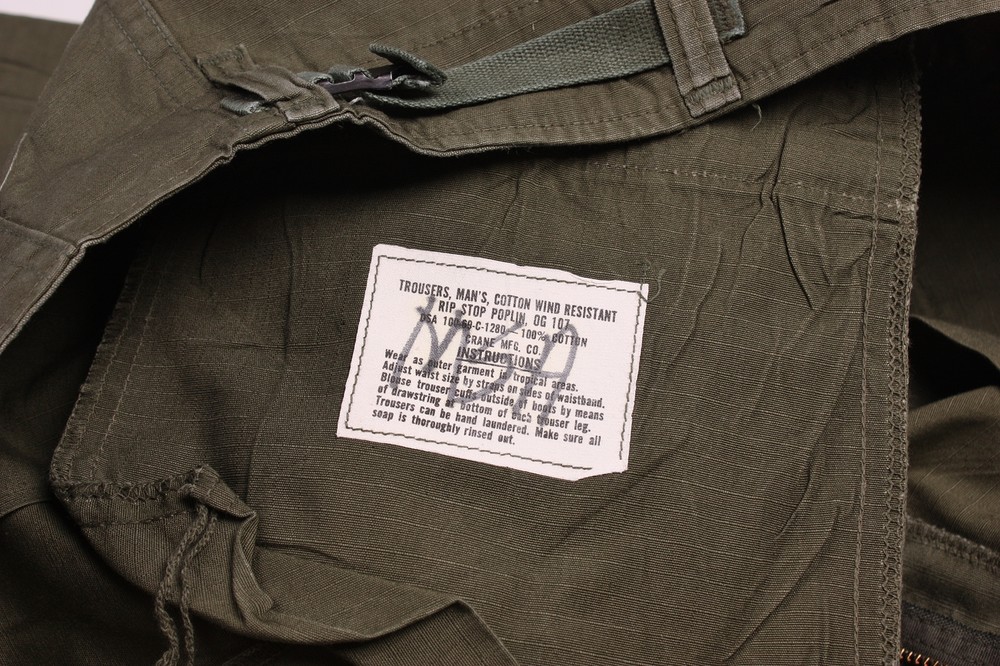 TROUSERS, MAN'S, COTTON WIND RESISTANT
RIP STOP POPLIN, OG 107
DSA 100-69-C-1280 - 100% COTTON
CRANE MFG. CO.
INSTRUCTIONS
Wear as outer garment in tropical areas.
Adjust waist size by straps on sides of waistband.
Blouse trouser cuffs outside of boots by means
of drawstring at bottom of each trouser leg.
Trousers can be hand laundered. Make sure all
soap is thoroughly rinsed out.